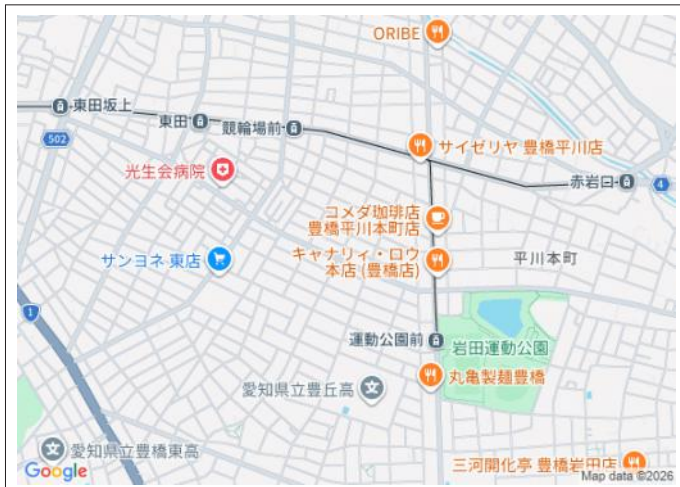 ORIBE
東田坂上
東田
競輪場前
502
サイゼリヤ 豊橋平川店
光生会病院
赤岩口
4
コメダ珈琲店
豊橋平川本町店
サンヨネ 東店
キャナリィ・ロウ
本店 (豊橋店)
平川本町
1
運動公園前
岩田運動公園
丸亀製麺豊橋
愛知県立豊丘高
愛知県立豊橋東高
三河開化亭 豊橋岩田店
Google
Map data ©2026